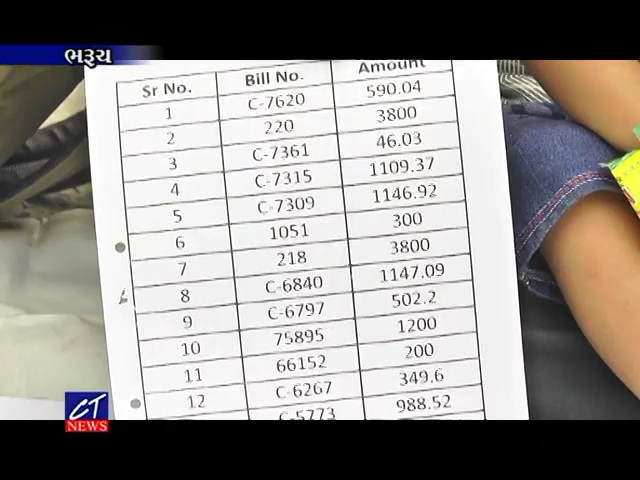 ભરૂચ
Sr No. Bill No. Amount
1 C-7620 590.04
2 220 3800
3 C-7361 46.03
4 C-7315 1109.37
5 C-7309 1146.92
6 1051 300
7 218 3800
8 C-6840 1147.09
9 C-6797 502.2
10 75895 1200
11 66152 200
12 C-6267 349.6
C-5773 988.52
CT
NEWS